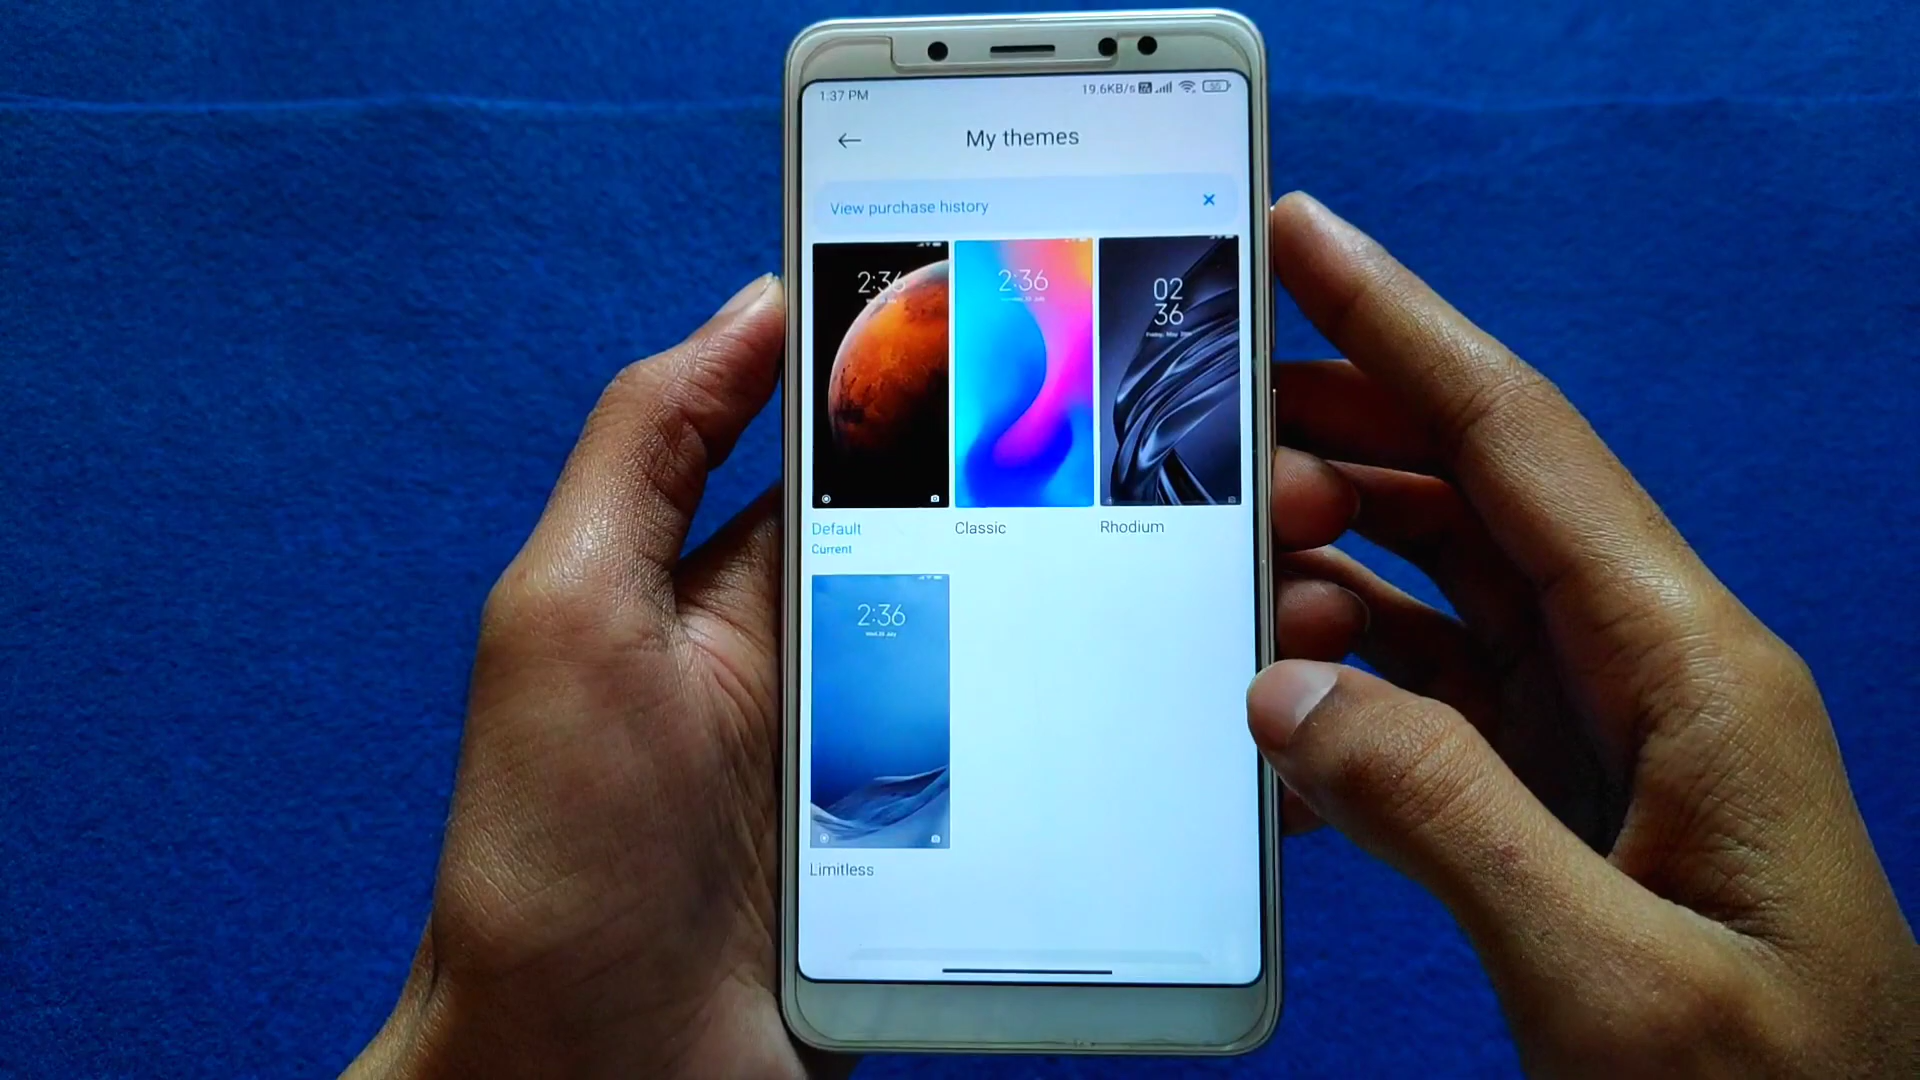 1:37 PM
19.6KB/s
My themes
View purchase history
2:36
2:36
02
36
Default
Current
Classic
Rhodium
2:36
Limitless